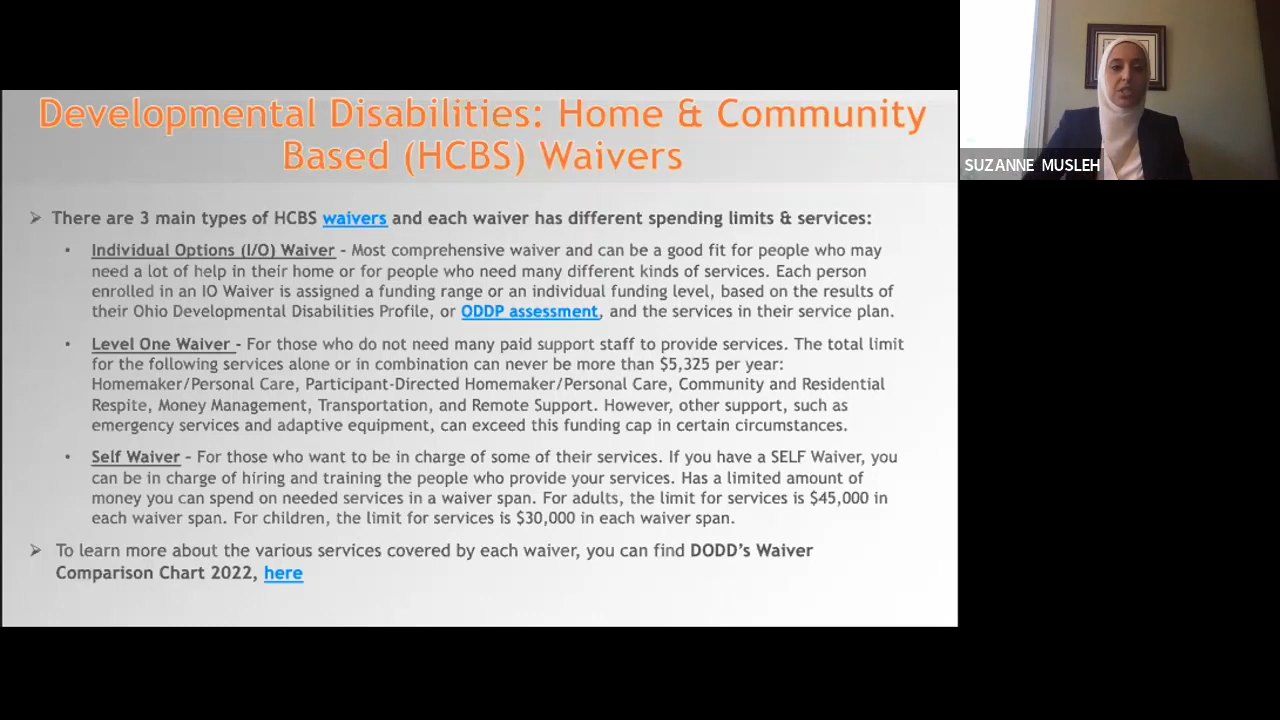 Developmental Disabilities: Home & Community
Based (HCBS) Waivers
➢ There are 3 main types of HCBS waivers and each waiver has different spending limits & services:
• Individual Options (I/O) Waiver – Most comprehensive waiver and can be a good fit for people who may
need a lot of help in their home or for people who need many different kinds of services. Each person
enrolled in an IO Waiver is assigned a funding range or an individual funding level, based on the results of
their Ohio Developmental Disabilities Profile, or ODDP assessment, and the services in their service plan.
• Level One Waiver - For those who do not need many paid support staff to provide services. The total limit
for the following services alone or in combination can never be more than $5,325 per year:
Homemaker/Personal Care, Participant-Directed Homemaker/Personal Care, Community and Residential
Respite, Money Management, Transportation, and Remote Support. However, other support, such as
emergency services and adaptive equipment, can exceed this funding cap in certain circumstances.
• Self Waiver – For those who want to be in charge of some of their services. If you have a SELF Waiver, you
can be in charge of hiring and training the people who provide your services. Has a limited amount of
money you can spend on needed services in a waiver span. For adults, the limit for services is $45,000 in
each waiver span. For children, the limit for services is $30,000 in each waiver span.
➢ To learn more about the various services covered by each waiver, you can find DODD's Waiver
Comparison Chart 2022, here
SUZANNE MUSLEH